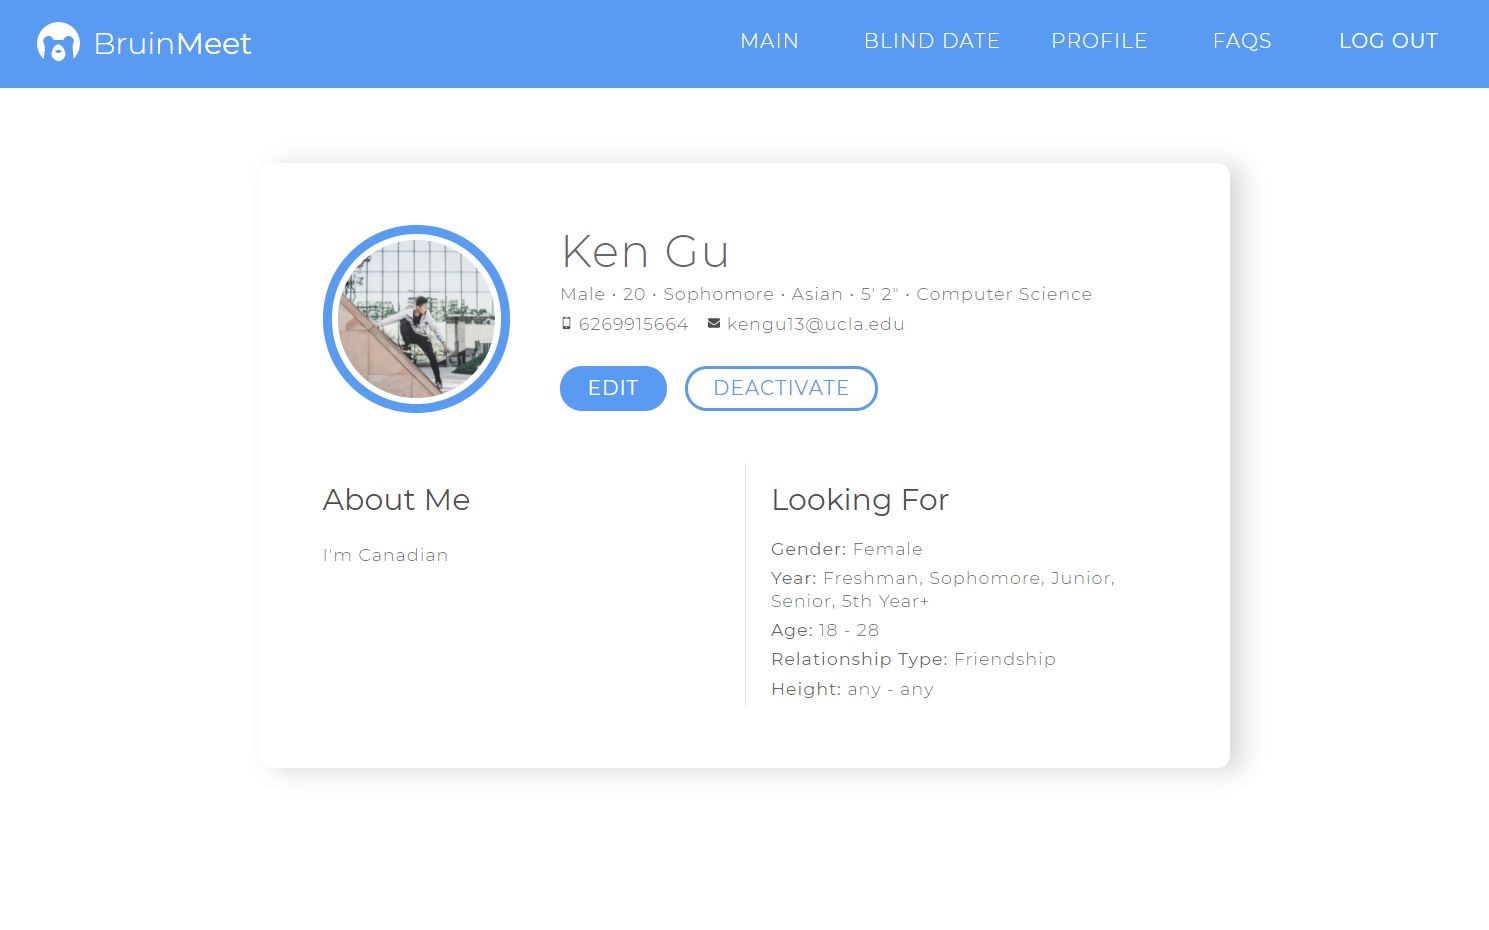 BruinMeet
MAIN BLIND DATE PROFILE FAQS LOG OUT
Ken Gu
Male • 20 • Sophomore • Asian • 5' 2" • Computer Science
6269915664 kengu13@ucla.edu
EDIT DEACTIVATE
About Me
I'm Canadian
Looking For
Gender: Female
Year: Freshman, Sophomore, Junior,
Senior, 5th Year+
Age: 18 - 28
Relationship Type: Friendship
Height: any - any